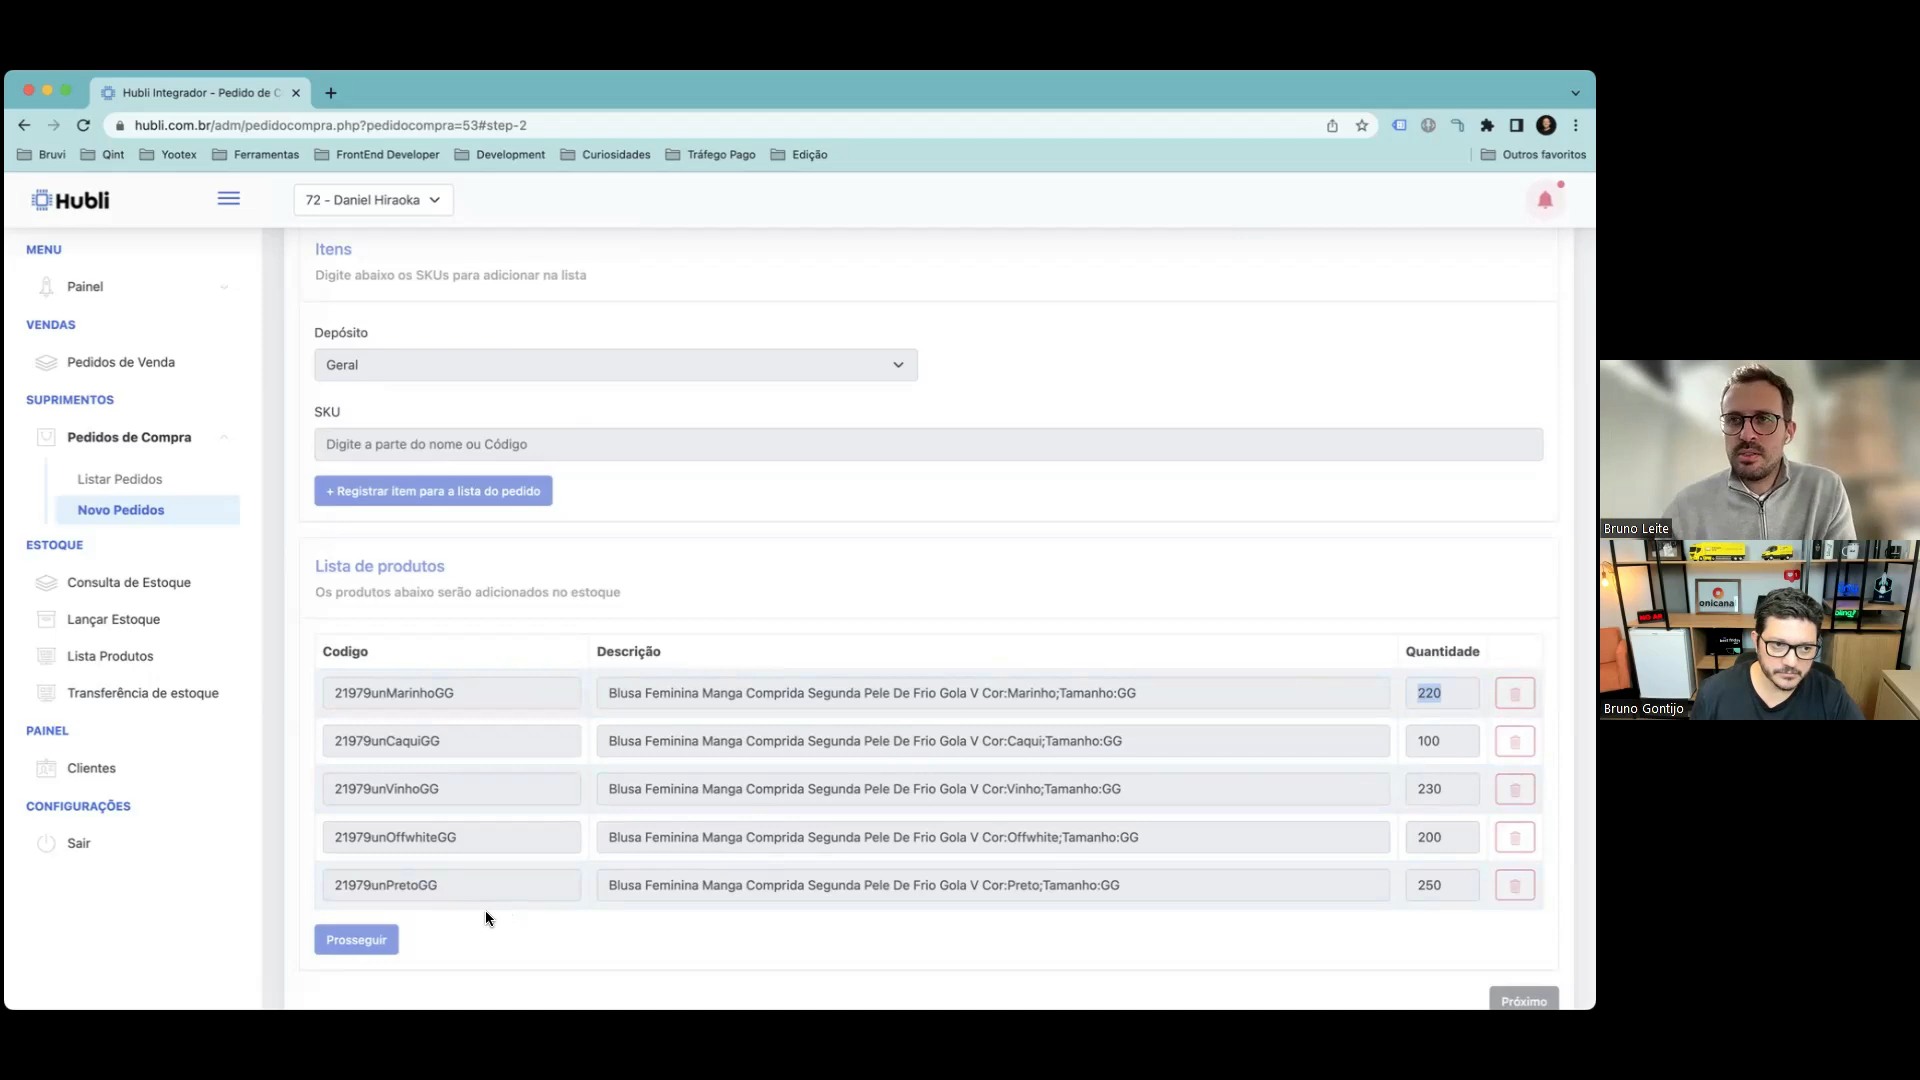 Hubli Integrador - Pedido de C
hubli.com.br/adm/pedidocompra.php?pedidocompra=53#step-2
Bruvi
Qint
Yootex
Ferramentas
FrontEnd Developer
Development
Curiosidades
Tráfego Pago
Edição
Outros favoritos
Hubli
72 - Daniel Hiraoka
MENU
Painel
VENDAS
Pedidos de Venda
SUPRIMENTOS
Pedidos de Compra
Listar Pedidos
Novo Pedidos
ESTOQUE
Consulta de Estoque
Lançar Estoque
Lista Produtos
Transferência de estoque
PAINEL
Clientes
CONFIGURAÇÕES
Sair
Itens
Digite abaixo os SKUs para adicionar na lista
Depósito
Geral
SKU
Digite a parte do nome ou Código
+ Registrar item para a lista do pedido
Lista de produtos
Os produtos abaixo serão adicionados no estoque
Codigo Descrição Quantidade
21979unMarinhoGG Blusa Feminina Manga Comprida Segunda Pele De Frio Gola V Cor:Marinho;Tamanho:GG 220
21979unCaquiGG Blusa Feminina Manga Comprida Segunda Pele De Frio Gola V Cor:Caqui;Tamanho:GG 100
21979unVinhoGG Blusa Feminina Manga Comprida Segunda Pele De Frio Gola V Cor:Vinho;Tamanho:GG 230
21979unOffwhiteGG Blusa Feminina Manga Comprida Segunda Pele De Frio Gola V Cor:Offwhite;Tamanho:GG 200
21979unPretoGG Blusa Feminina Manga Comprida Segunda Pele De Frio Gola V Cor:Preto;Tamanho:GG 250
Prosseguir
Próximo
Bruno Leite
onicana
bling!
Bruno Gontijo